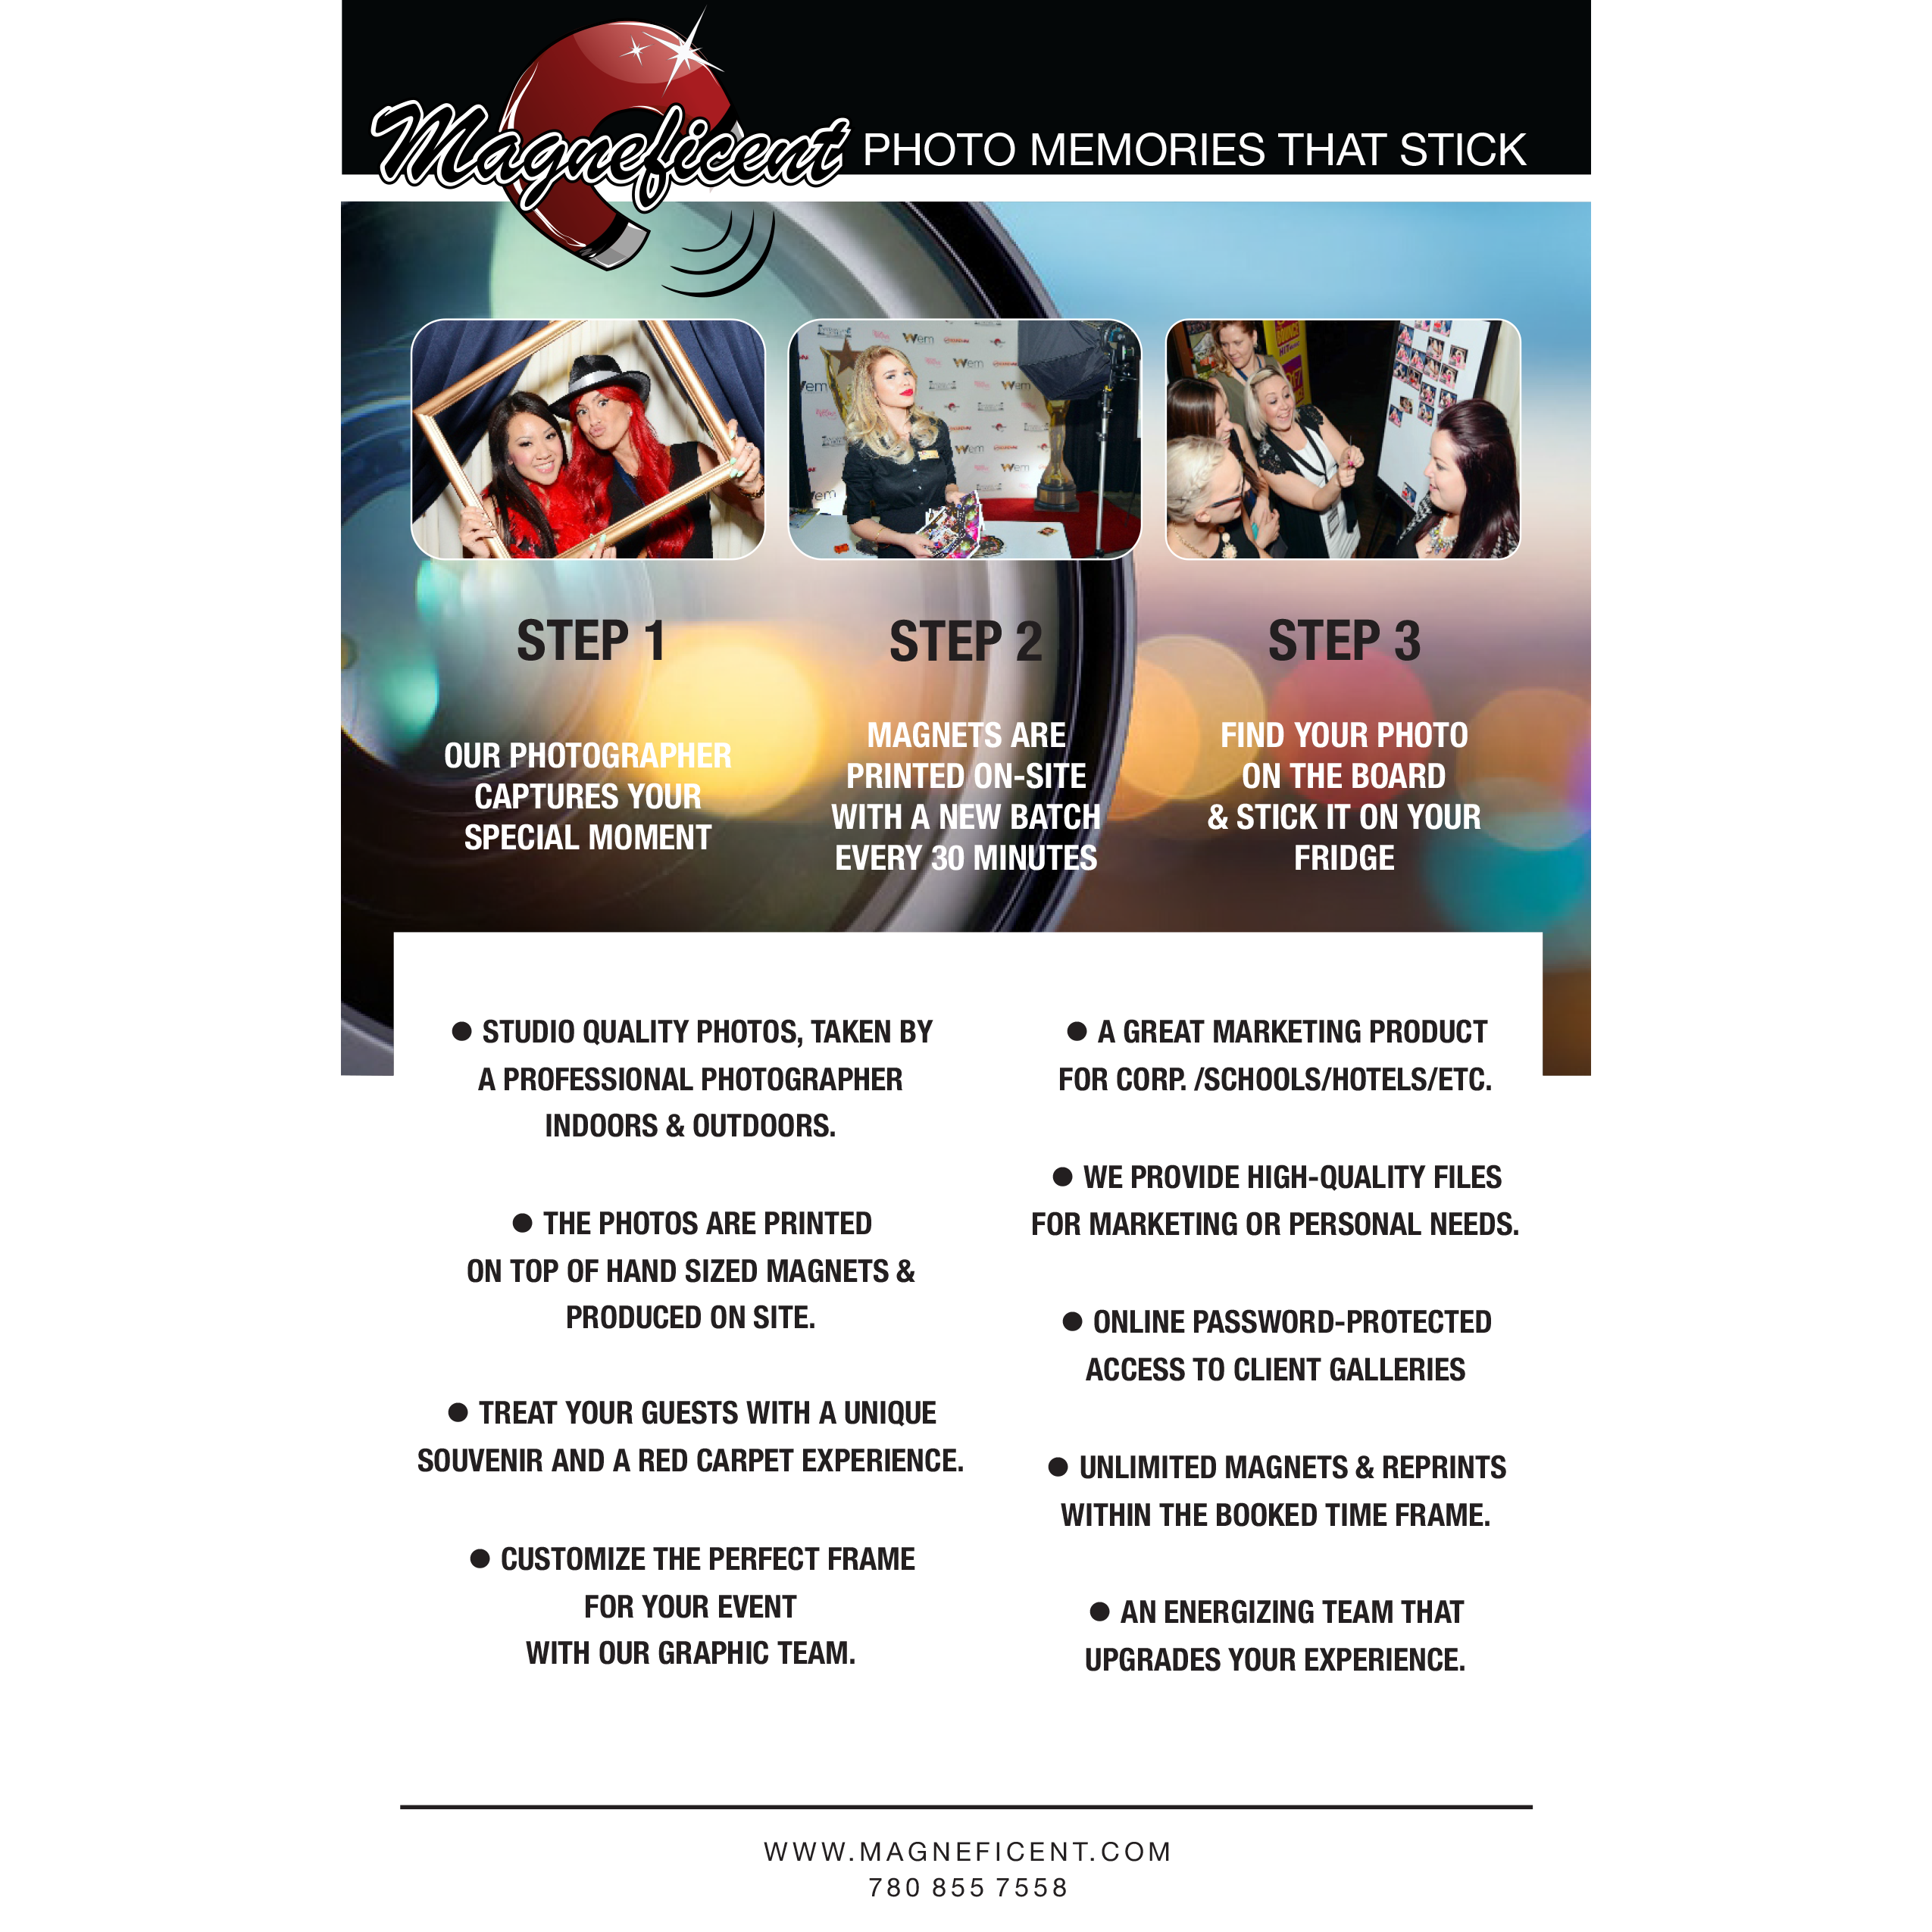 Magneficent
PHOTO MEMORIES THAT STICK
Wem
Wem
Wem
Wem
Wem
STEP 1
OUR PHOTOGRAPHER
CAPTURES YOUR
SPECIAL MOMENT
STEP 2
MAGNETS ARE
PRINTED ON-SITE
WITH A NEW BATCH
EVERY 30 MINUTES
STEP 3
FIND YOUR PHOTO
ON THE BOARD
& STICK IT ON YOUR
FRIDGE
● STUDIO QUALITY PHOTOS, TAKEN BY
A PROFESSIONAL PHOTOGRAPHER
INDOORS & OUTDOORS.
● THE PHOTOS ARE PRINTED
ON TOP OF HAND SIZED MAGNETS &
PRODUCED ON SITE.
● TREAT YOUR GUESTS WITH A UNIQUE
SOUVENIR AND A RED CARPET EXPERIENCE.
● CUSTOMIZE THE PERFECT FRAME
FOR YOUR EVENT
WITH OUR GRAPHIC TEAM.
● A GREAT MARKETING PRODUCT
FOR CORP. /SCHOOLS/HOTELS/ETC.
● WE PROVIDE HIGH-QUALITY FILES
FOR MARKETING OR PERSONAL NEEDS.
● ONLINE PASSWORD-PROTECTED
ACCESS TO CLIENT GALLERIES
● UNLIMITED MAGNETS & REPRINTS
WITHIN THE BOOKED TIME FRAME.
● AN ENERGIZING TEAM THAT
UPGRADES YOUR EXPERIENCE.
WWW.MAGNEFICENT.COM
780 855 7558